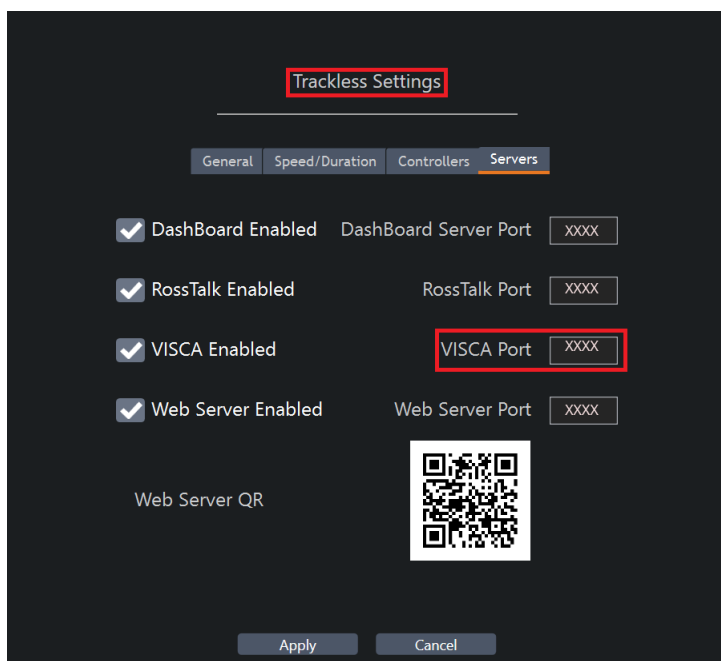 Trackless Settings
General Speed/Duration Controllers Servers
DashBoard Enabled DashBoard Server Port XXXX
RossTalk Enabled RossTalk Port XXXX
VISCA Enabled VISCA Port XXXX
Web Server Enabled Web Server Port XXXX
Web Server QR
Apply Cancel